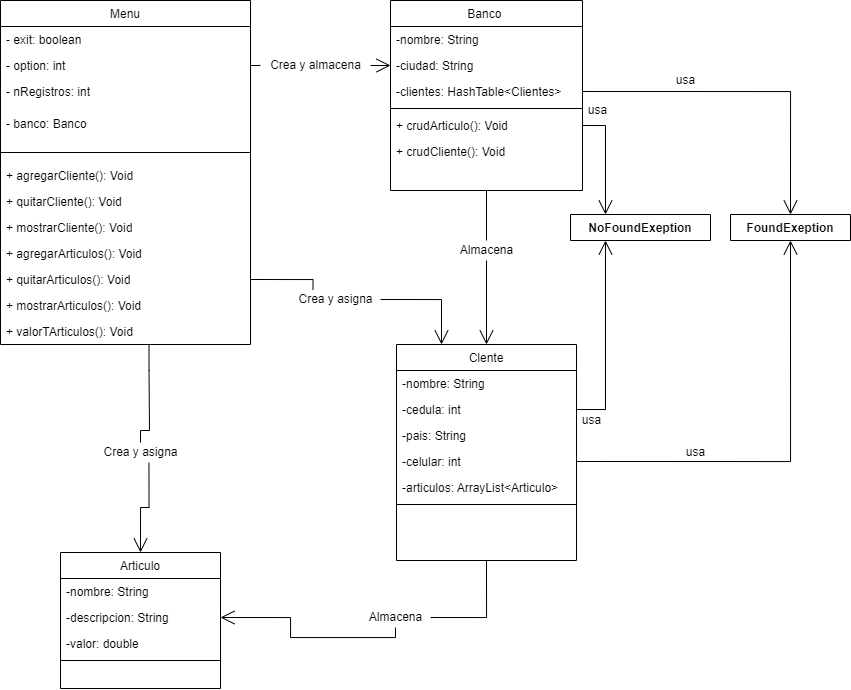 Menu
- exit: boolean
- option: int
- nRegistros: int
- banco: Banco
+ agregarCliente(): Void
+ quitarCliente(): Void
+ mostrarCliente(): Void
+ agregarArticulos(): Void
+ quitarArticulos(): Void
+ mostrarArticulos(): Void
+ valorTArticulos(): Void
Crea y almacena
Banco
-nombre: String
-ciudad: String
-clientes: HashTable<Clientes>
+ crudArticulo(): Void
+ crudCliente(): Void
usa
usa
NoFoundExeption
FoundExeption
Almacena
Crea y asigna
Clente
-nombre: String
-cedula: int
-pais: String
-celular: int
-articulos: ArrayList<Articulo>
usa
usa
Crea y asigna
Articulo
-nombre: String
-descripcion: String
-valor: double
Almacena